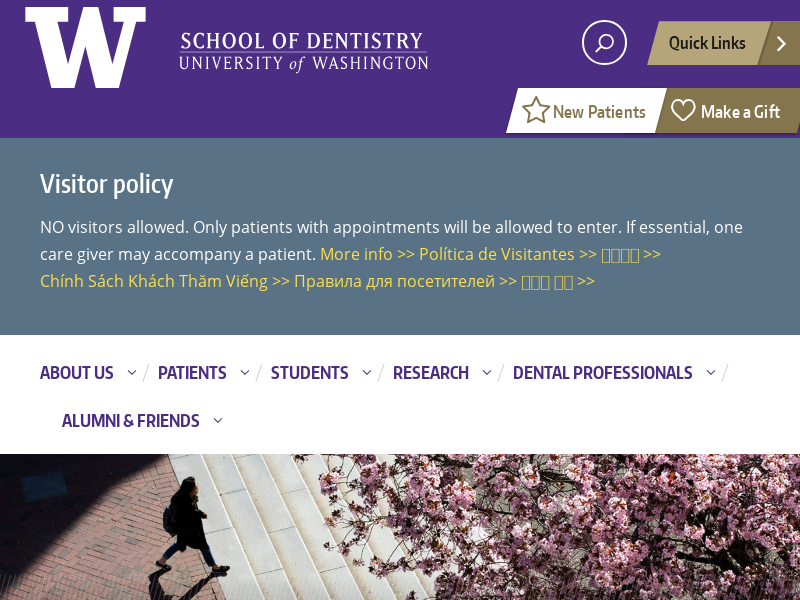 W
SCHOOL OF DENTISTRY
UNIVERSITY of WASHINGTON
Quick Links
New Patients
Make a Gift
Visitor policy
NO visitors allowed. Only patients with appointments will be allowed to enter. If essential, one
care giver may accompany a patient. More info >> Política de Visitantes >> >>
Chính Sách Khách Thăm Viếng >> Правила для посетителей >> >>
ABOUT US
PATIENTS
STUDENTS
RESEARCH
DENTAL PROFESSIONALS
ALUMNI & FRIENDS